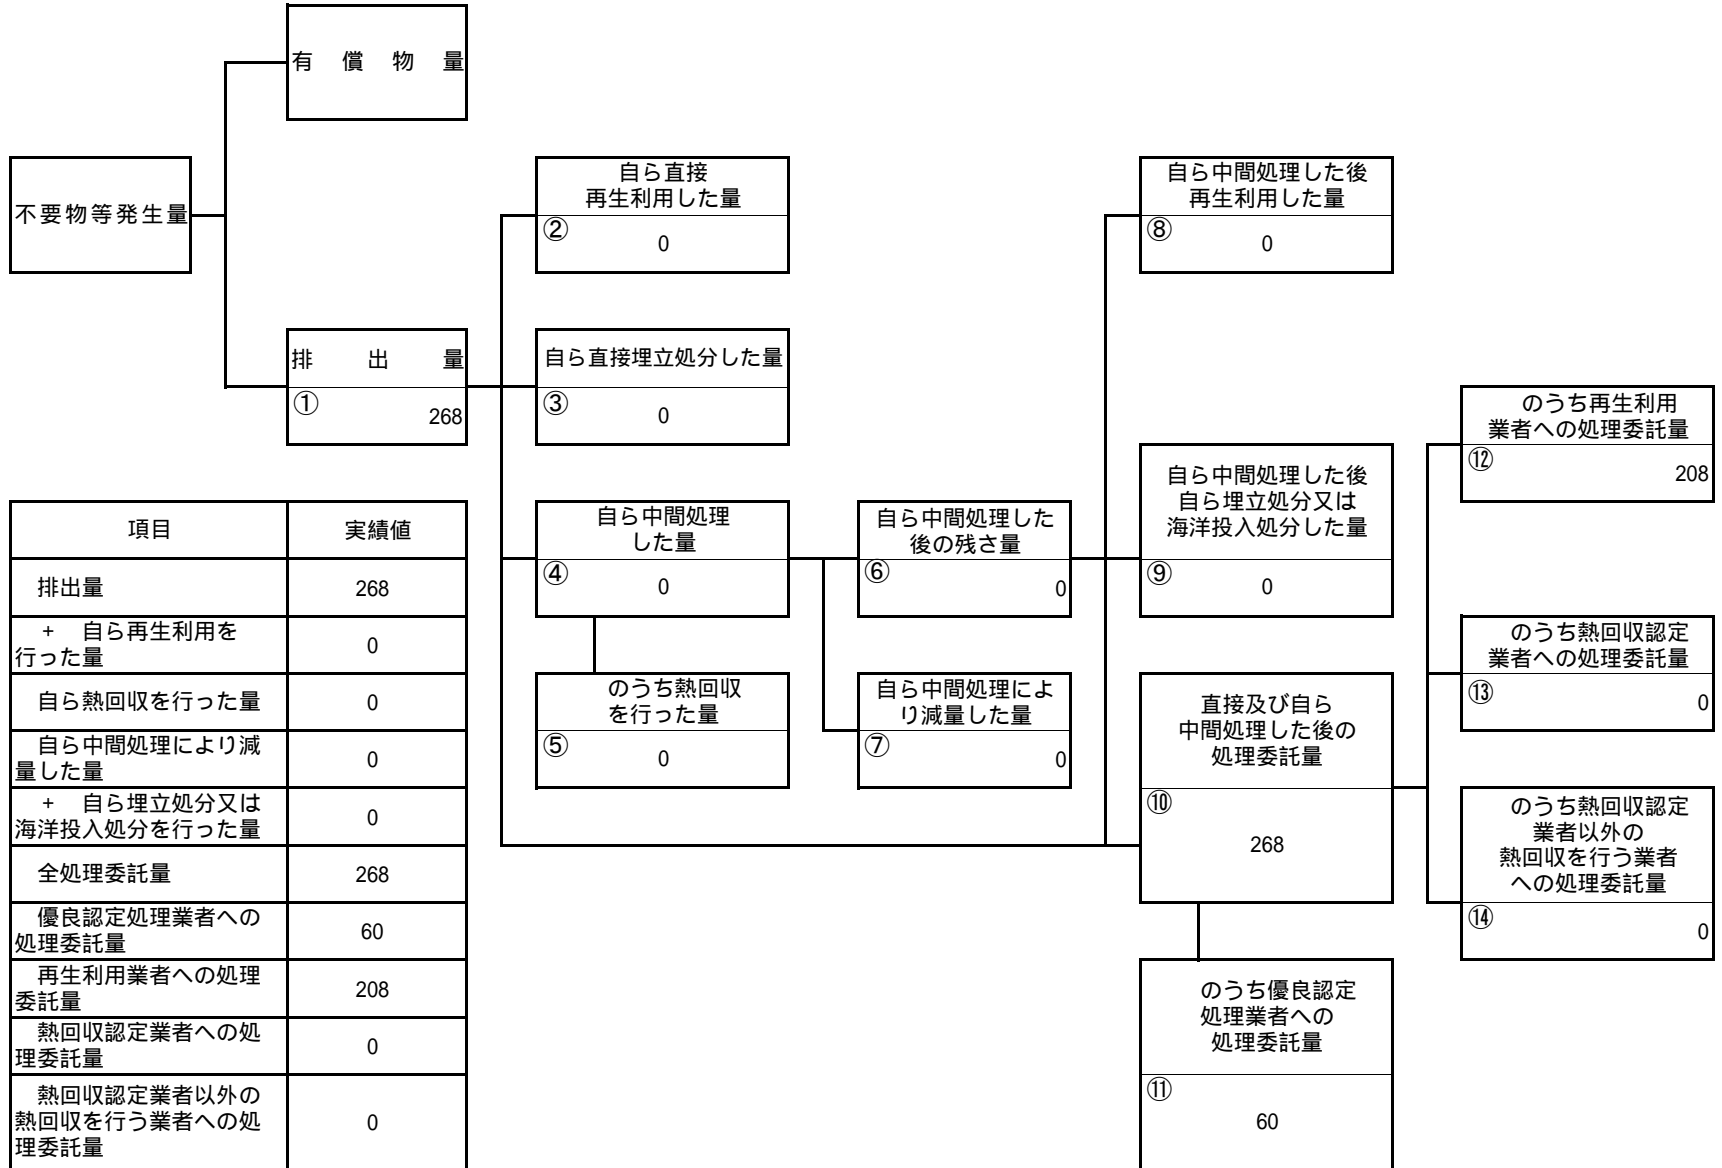 有 償 物 量
不要物等発生量
排 出 量
①
268
自ら直接
再生利用した量
②
0
自ら直接埋立処分した量
③
0
自ら中間処理
した量
④
0
のうち熱回収
を行った量
⑤
0
自ら中間処理した
後の残さ量
⑥
0
自ら中間処理によ
り減量した量
⑦
0
自ら中間処理した後
再生利用した量
⑧
0
自ら中間処理した後
自ら埋立処分又は
海洋投入処分した量
⑨
0
直接及び自ら
中間処理した後の
処理委託量
⑩
268
のうち優良認定
処理業者への
処理委託量
⑪
60
のうち再生利用
業者への処理委託量
⑫
208
のうち熱回収認定
業者への処理委託量
⑬
0
のうち熱回収認定
業者以外の
熱回収を行う業者
への処理委託量
⑭
0
項目 実績値
排出量 268
+ 自ら再生利用を
行った量
0
自ら熱回収を行った量 0
自ら中間処理により減
量した量
0
+ 自ら埋立処分又は
海洋投入処分を行った量
0
全処理委託量 268
優良認定処理業者への
処理委託量
60
再生利用業者への処理
委託量
208
熱回収認定業者への処
理委託量
0
熱回収認定業者以外の
熱回収を行う業者への処
理委託量
0